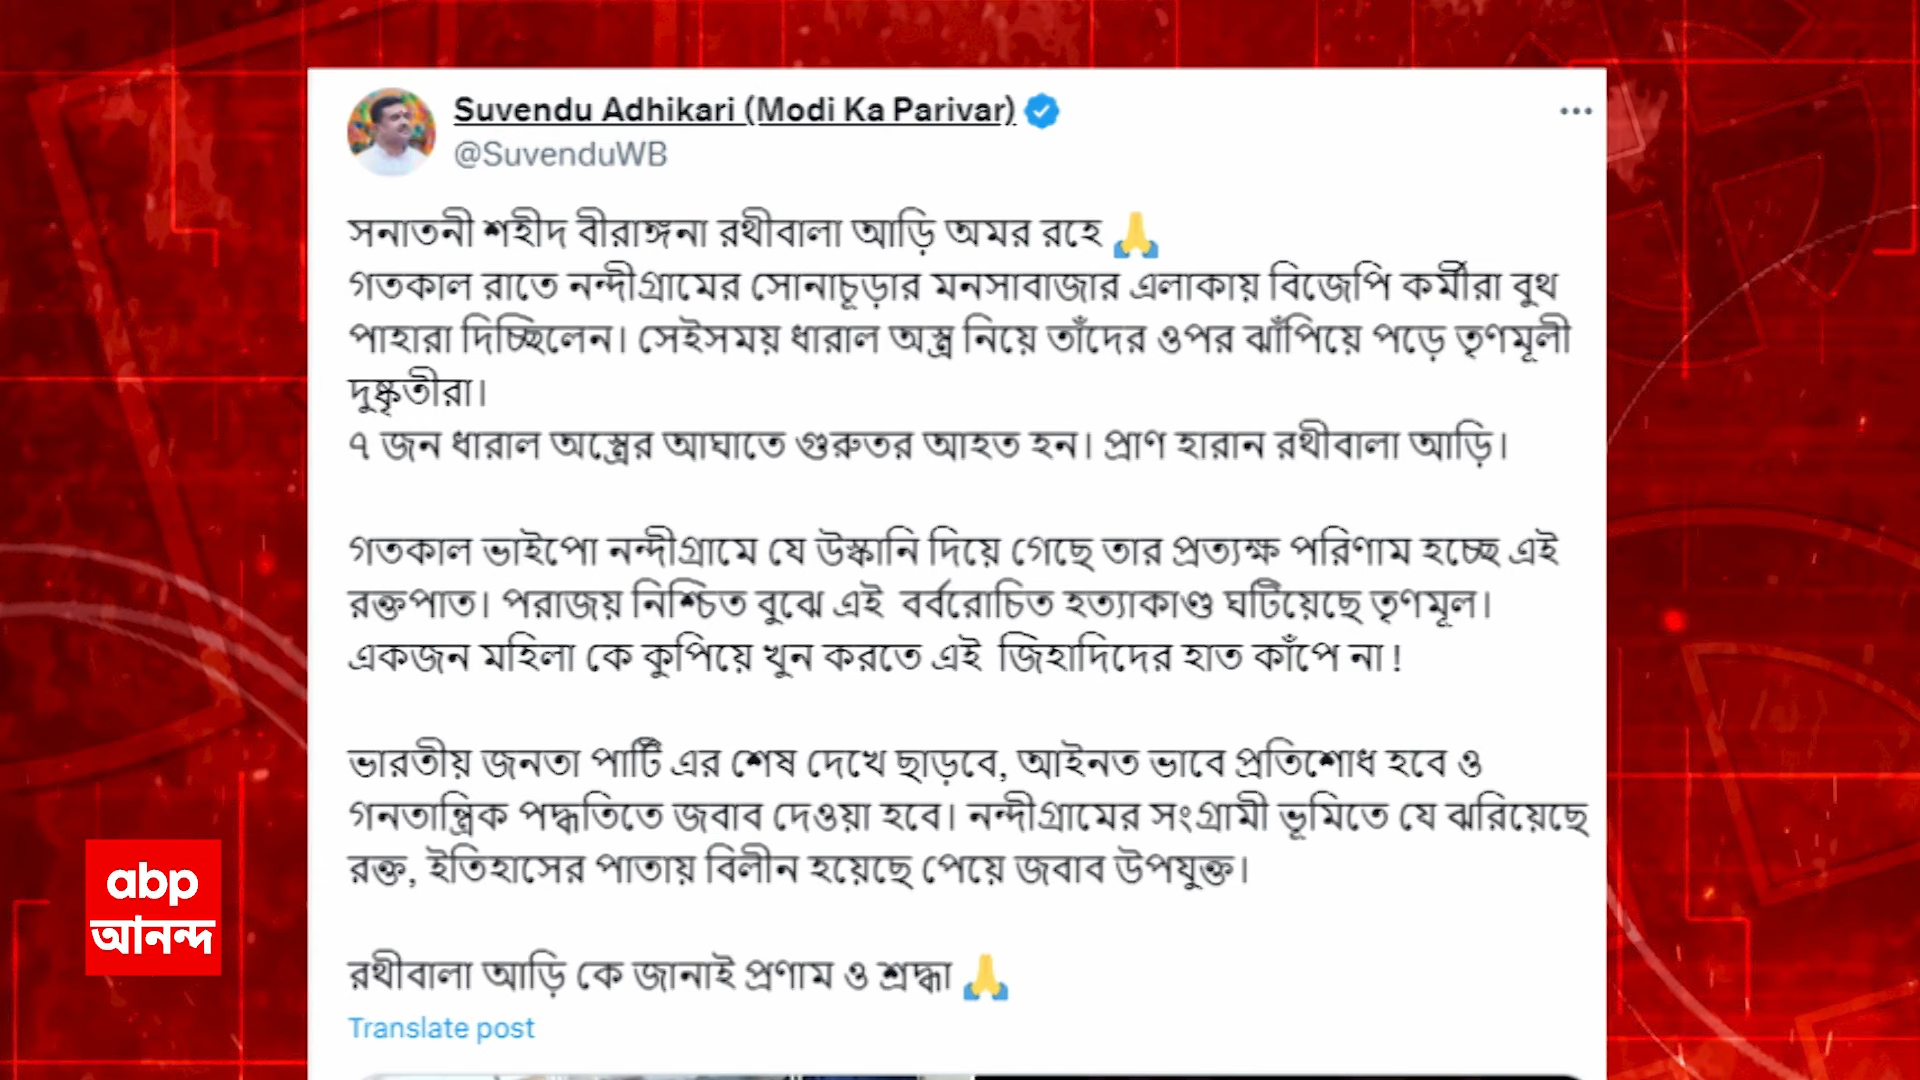 Suvendu Adhikari (Modi Ka Parivar)
@SuvenduWB
সনাতনী শহীদ বীরাঙ্গনা রথীবালা আড়ি অমর রহে 🙏
গতকাল রাতে নন্দীগ্রামের সোনাচূড়ার মনসাবাজার এলাকায় বিজেপি কর্মীরা বুথ
পাহারা দিচ্ছিলেন। সেইসময় ধারাল অস্ত্র নিয়ে তাঁদের ওপর ঝাঁপিয়ে পড়ে তৃণমূলী
দুষ্কৃতীরা।
৭ জন ধারাল অস্ত্রের আঘাতে গুরুতর আহত হন। প্রাণ হারান রথীবালা আড়ি।
গতকাল ভাইপো নন্দীগ্রামে যে উস্কানি দিয়ে গেছে তার প্রত্যক্ষ পরিণাম হচ্ছে এই
রক্তপাত। পরাজয় নিশ্চিত বুঝে এই বর্বরোচিত হত্যাকাণ্ড ঘটিয়েছে তৃণমূল।
একজন মহিলা কে কুপিয়ে খুন করতে এই জিহাদিদের হাত কাঁপে না !
ভারতীয় জনতা পার্টি এর শেষ দেখে ছাড়বে, আইনত ভাবে প্রতিশোধ হবে ও
গনতান্ত্রিক পদ্ধতিতে জবাব দেওয়া হবে। নন্দীগ্রামের সংগ্রামী ভূমিতে যে ঝরিয়েছে
রক্ত, ইতিহাসের পাতায় বিলীন হয়েছে পেয়ে জবাব উপযুক্ত।
রথীবালা আড়ি কে জানাই প্রণাম ও শ্রদ্ধা 🙏
Translate post
abp
আনন্দ